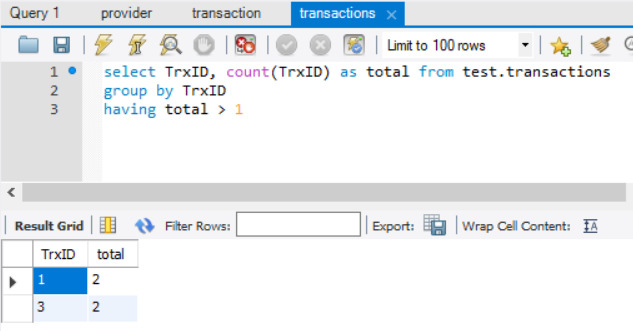 Query 1 provider transaction transactions
Limit to 100 rows
1 select TrxID, count(TrxID) as total from test.transactions
2 group by TrxID
3 having total > 1
Result Grid Filter Rows: Export: Wrap Cell Content:
TrxID total
1 2
3 2